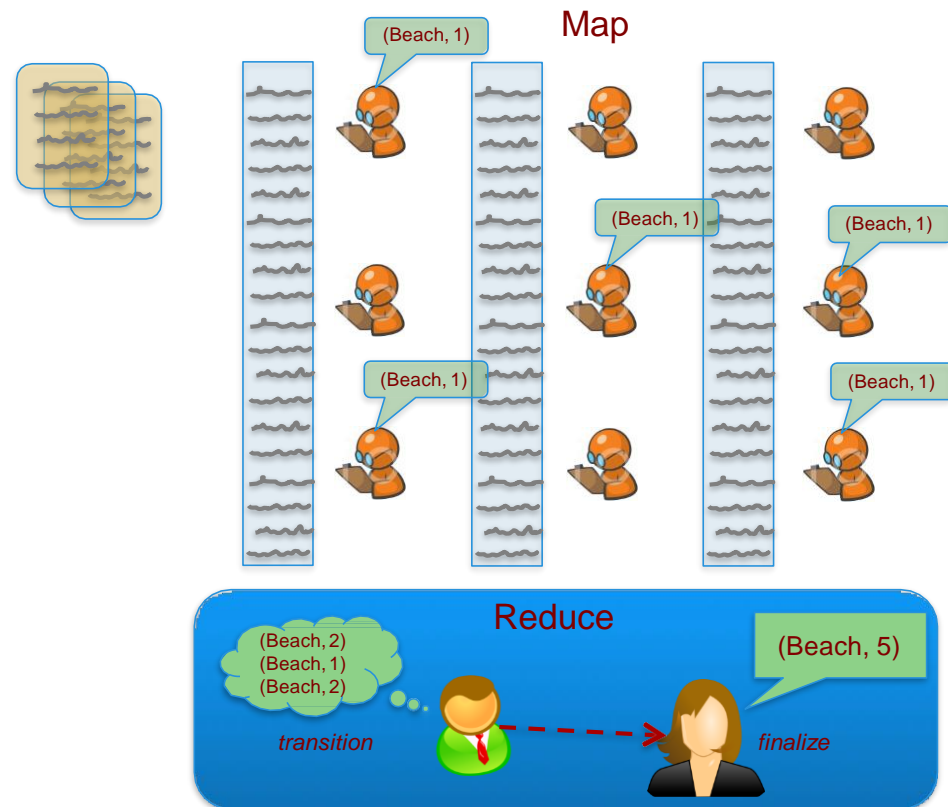 Map
(Beach, 1)
(Beach, 1)
(Beach, 1)
(Beach, 1)
(Beach, 1)
Reduce
(Beach, 2)
(Beach, 1)
(Beach, 2)
(Beach, 5)
transition
finalize